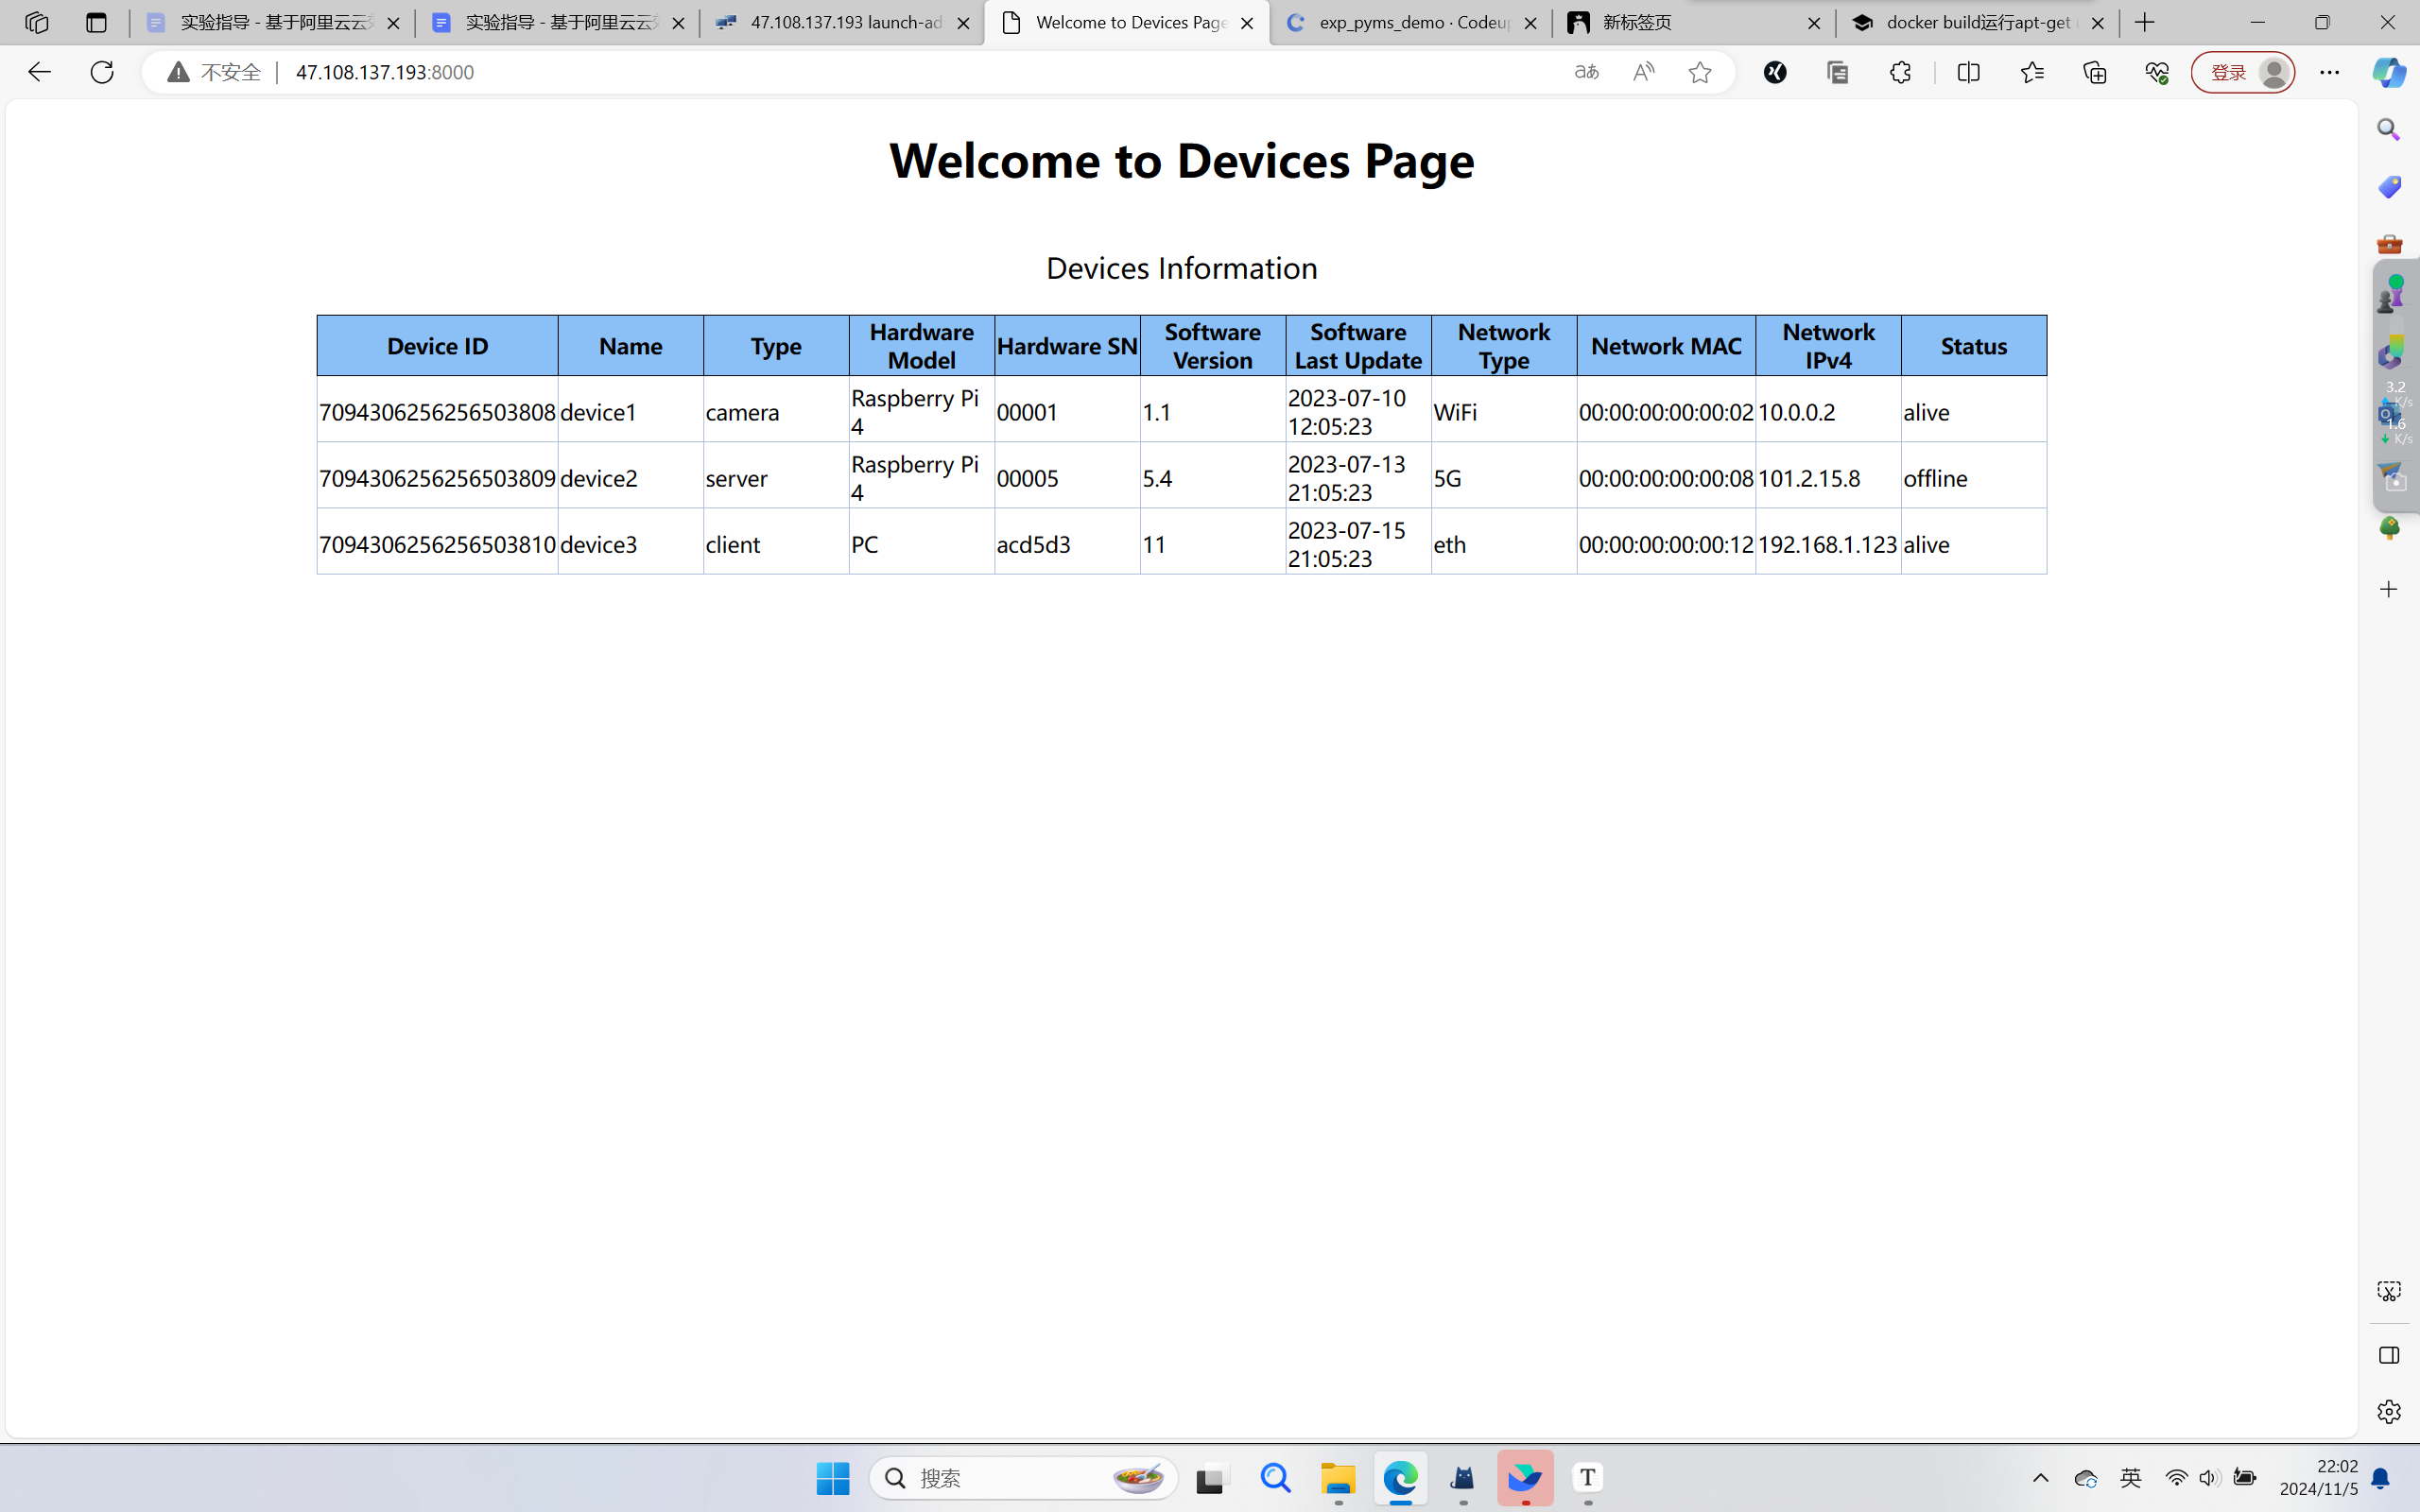 实验指导 - 基于阿里云云
实验指导 - 基于阿里云云
47.108.137.193 launch-ad
Welcome to Devices Page
exp_pyms_demo · Codeup
新标签页
docker build运行apt-get
不安全
47.108.137.193:8000
aあ
登录
Welcome to Devices Page
Devices Information
Device ID Name Type Hardware Model Hardware SN Software Version Software Last Update Network Type Network MAC Network IPv4 Status
7094306256256503808 device1 camera Raspberry Pi 4 00001 1.1 2023-07-10 12:05:23 WiFi 00:00:00:00:00:02 10.0.0.2 alive
7094306256256503809 device2 server Raspberry Pi 4 00005 5.4 2023-07-13 21:05:23 5G 00:00:00:00:00:08 101.2.15.8 offline
7094306256256503810 device3 client PC acd5d3 11 2023-07-15 21:05:23 eth 00:00:00:00:00:12 192.168.1.123 alive
3.2
K/s
1.6
K/s
搜索
T
英
22:02
2024/11/5